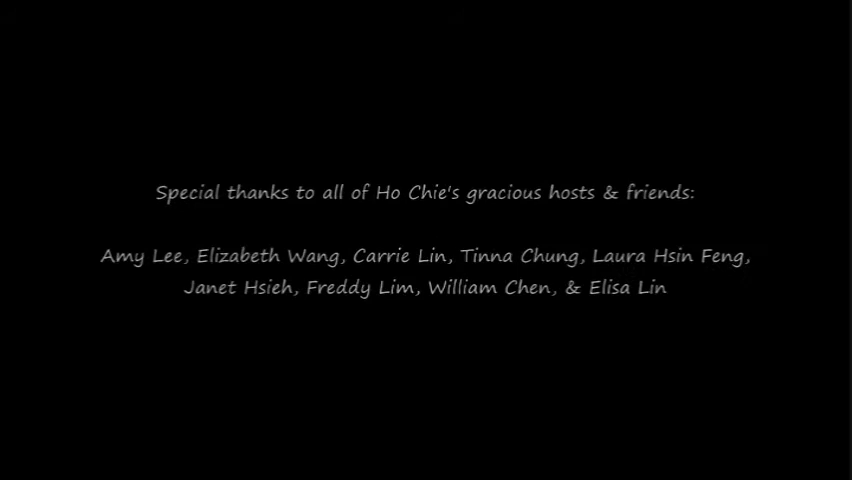 Special thanks to all of Ho Chie's gracious hosts & friends:
Amy Lee, Elizabeth Wang, Carrie Lin, Tinna Chung, Laura Hsin Feng,
Janet Hsieh, Freddy Lim, William Chen, & Elisa Lin